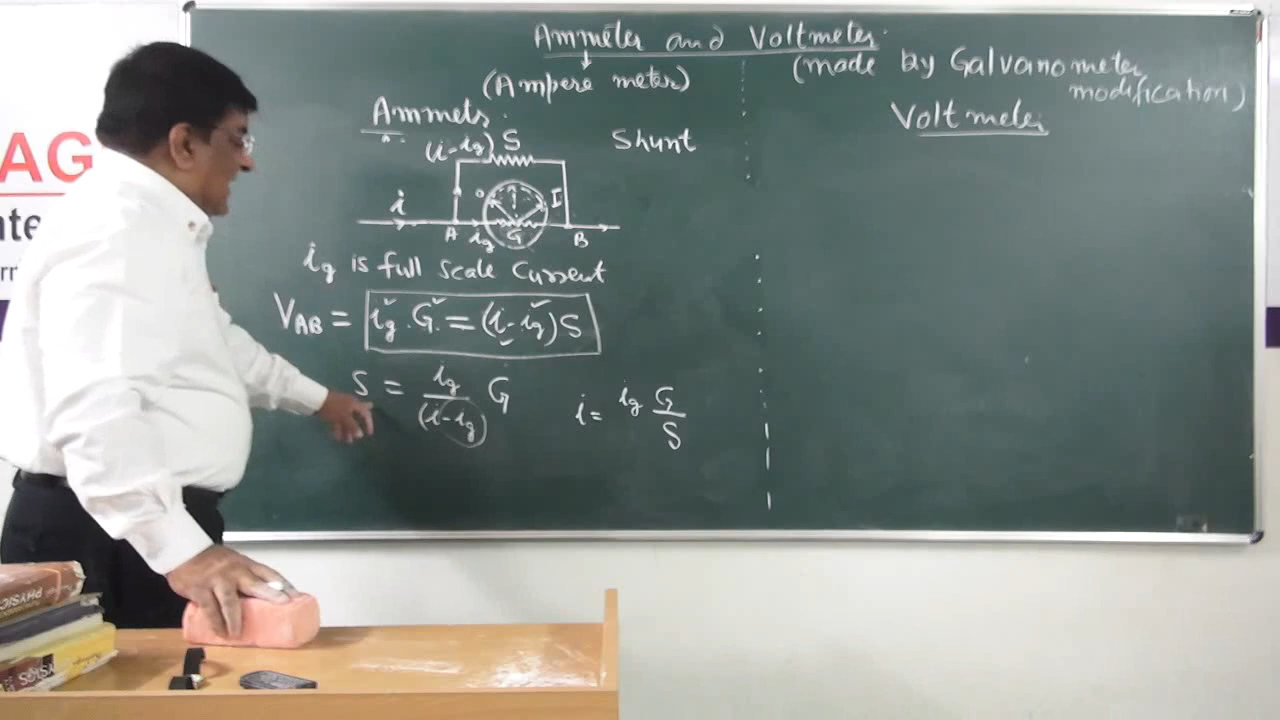 Ammeter and Voltmeter
(Ampere meter)
(made by Galvanometer
modification)
Ammeter
Voltmeter
(i-ig) S
Shunt
i
A ig G B
ig is full scale current
VAB = ig . G = (i-ig) S
S = ig/(i-ig) G
i = ig G/S
AG
nte
PHYSICS